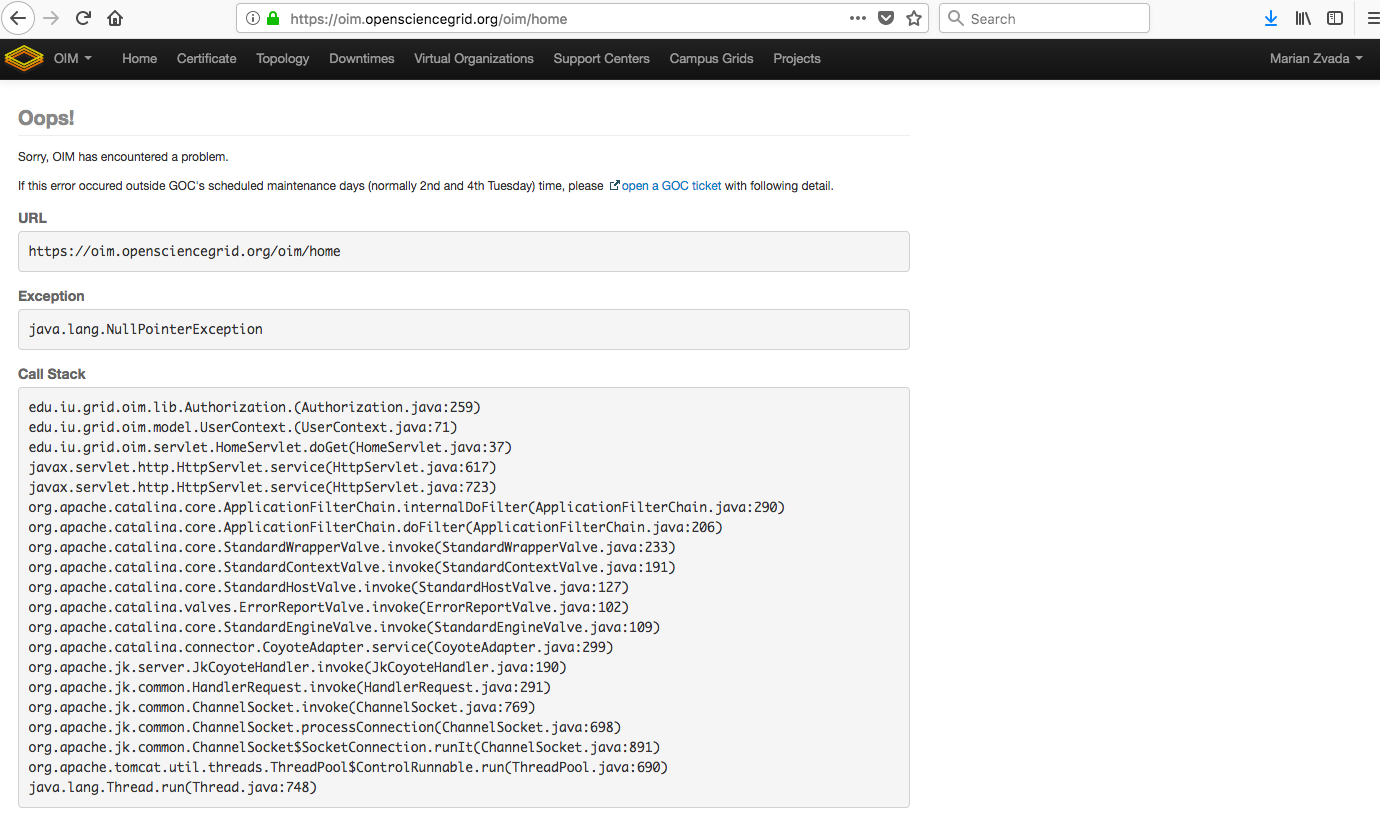 https://oim.opensciencegrid.org/oim/home
Search
OIM Home Certificate Topology Downtimes Virtual Organizations Support Centers Campus Grids Projects Marian Zvada
Oops!
Sorry, OIM has encountered a problem.
If this error occured outside GOC's scheduled maintenance days (normally 2nd and 4th Tuesday) time, please open a GOC ticket with following detail.
URL
https://oim.opensciencegrid.org/oim/home
Exception
java.lang.NullPointerException
Call Stack
edu.iu.grid.oim.lib.Authorization.(Authorization.java:259)
edu.iu.grid.oim.model.UserContext.(UserContext.java:71)
edu.iu.grid.oim.servlet.HomeServlet.doGet(HomeServlet.java:37)
javax.servlet.http.HttpServlet.service(HttpServlet.java:617)
javax.servlet.http.HttpServlet.service(HttpServlet.java:723)
org.apache.catalina.core.ApplicationFilterChain.internalDoFilter(ApplicationFilterChain.java:290)
org.apache.catalina.core.ApplicationFilterChain.doFilter(ApplicationFilterChain.java:206)
org.apache.catalina.core.StandardWrapperValve.invoke(StandardWrapperValve.java:233)
org.apache.catalina.core.StandardContextValve.invoke(StandardContextValve.java:191)
org.apache.catalina.core.StandardHostValve.invoke(StandardHostValve.java:127)
org.apache.catalina.valves.ErrorReportValve.invoke(ErrorReportValve.java:102)
org.apache.catalina.core.StandardEngineValve.invoke(StandardEngineValve.java:109)
org.apache.catalina.connector.CoyoteAdapter.service(CoyoteAdapter.java:299)
org.apache.jk.server.JkCoyoteHandler.invoke(JkCoyoteHandler.java:190)
org.apache.jk.common.HandlerRequest.invoke(HandlerRequest.java:291)
org.apache.jk.common.ChannelSocket.invoke(ChannelSocket.java:769)
org.apache.jk.common.ChannelSocket.processConnection(ChannelSocket.java:698)
org.apache.jk.common.ChannelSocket$SocketConnection.runIt(ChannelSocket.java:891)
org.apache.tomcat.util.threads.ThreadPool$ControlRunnable.run(ThreadPool.java:690)
java.lang.Thread.run(Thread.java:748)